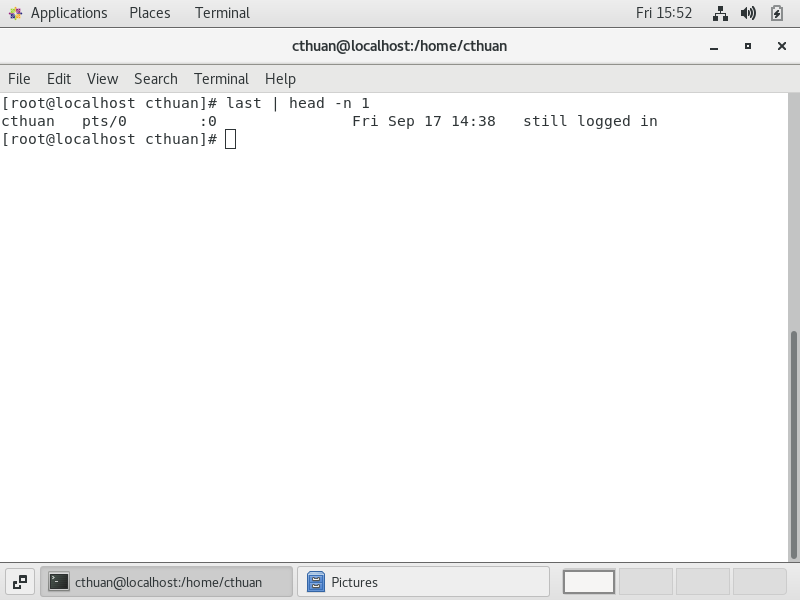 Applications Places Terminal Fri 15:52
cthuan@localhost:/home/cthuan
File Edit View Search Terminal Help
[root@localhost cthuan]# last | head -n 1
cthuan   pts/0        :0               Fri Sep 17 14:38   still logged in
[root@localhost cthuan]#
cthuan@localhost:/home/cthuan Pictures